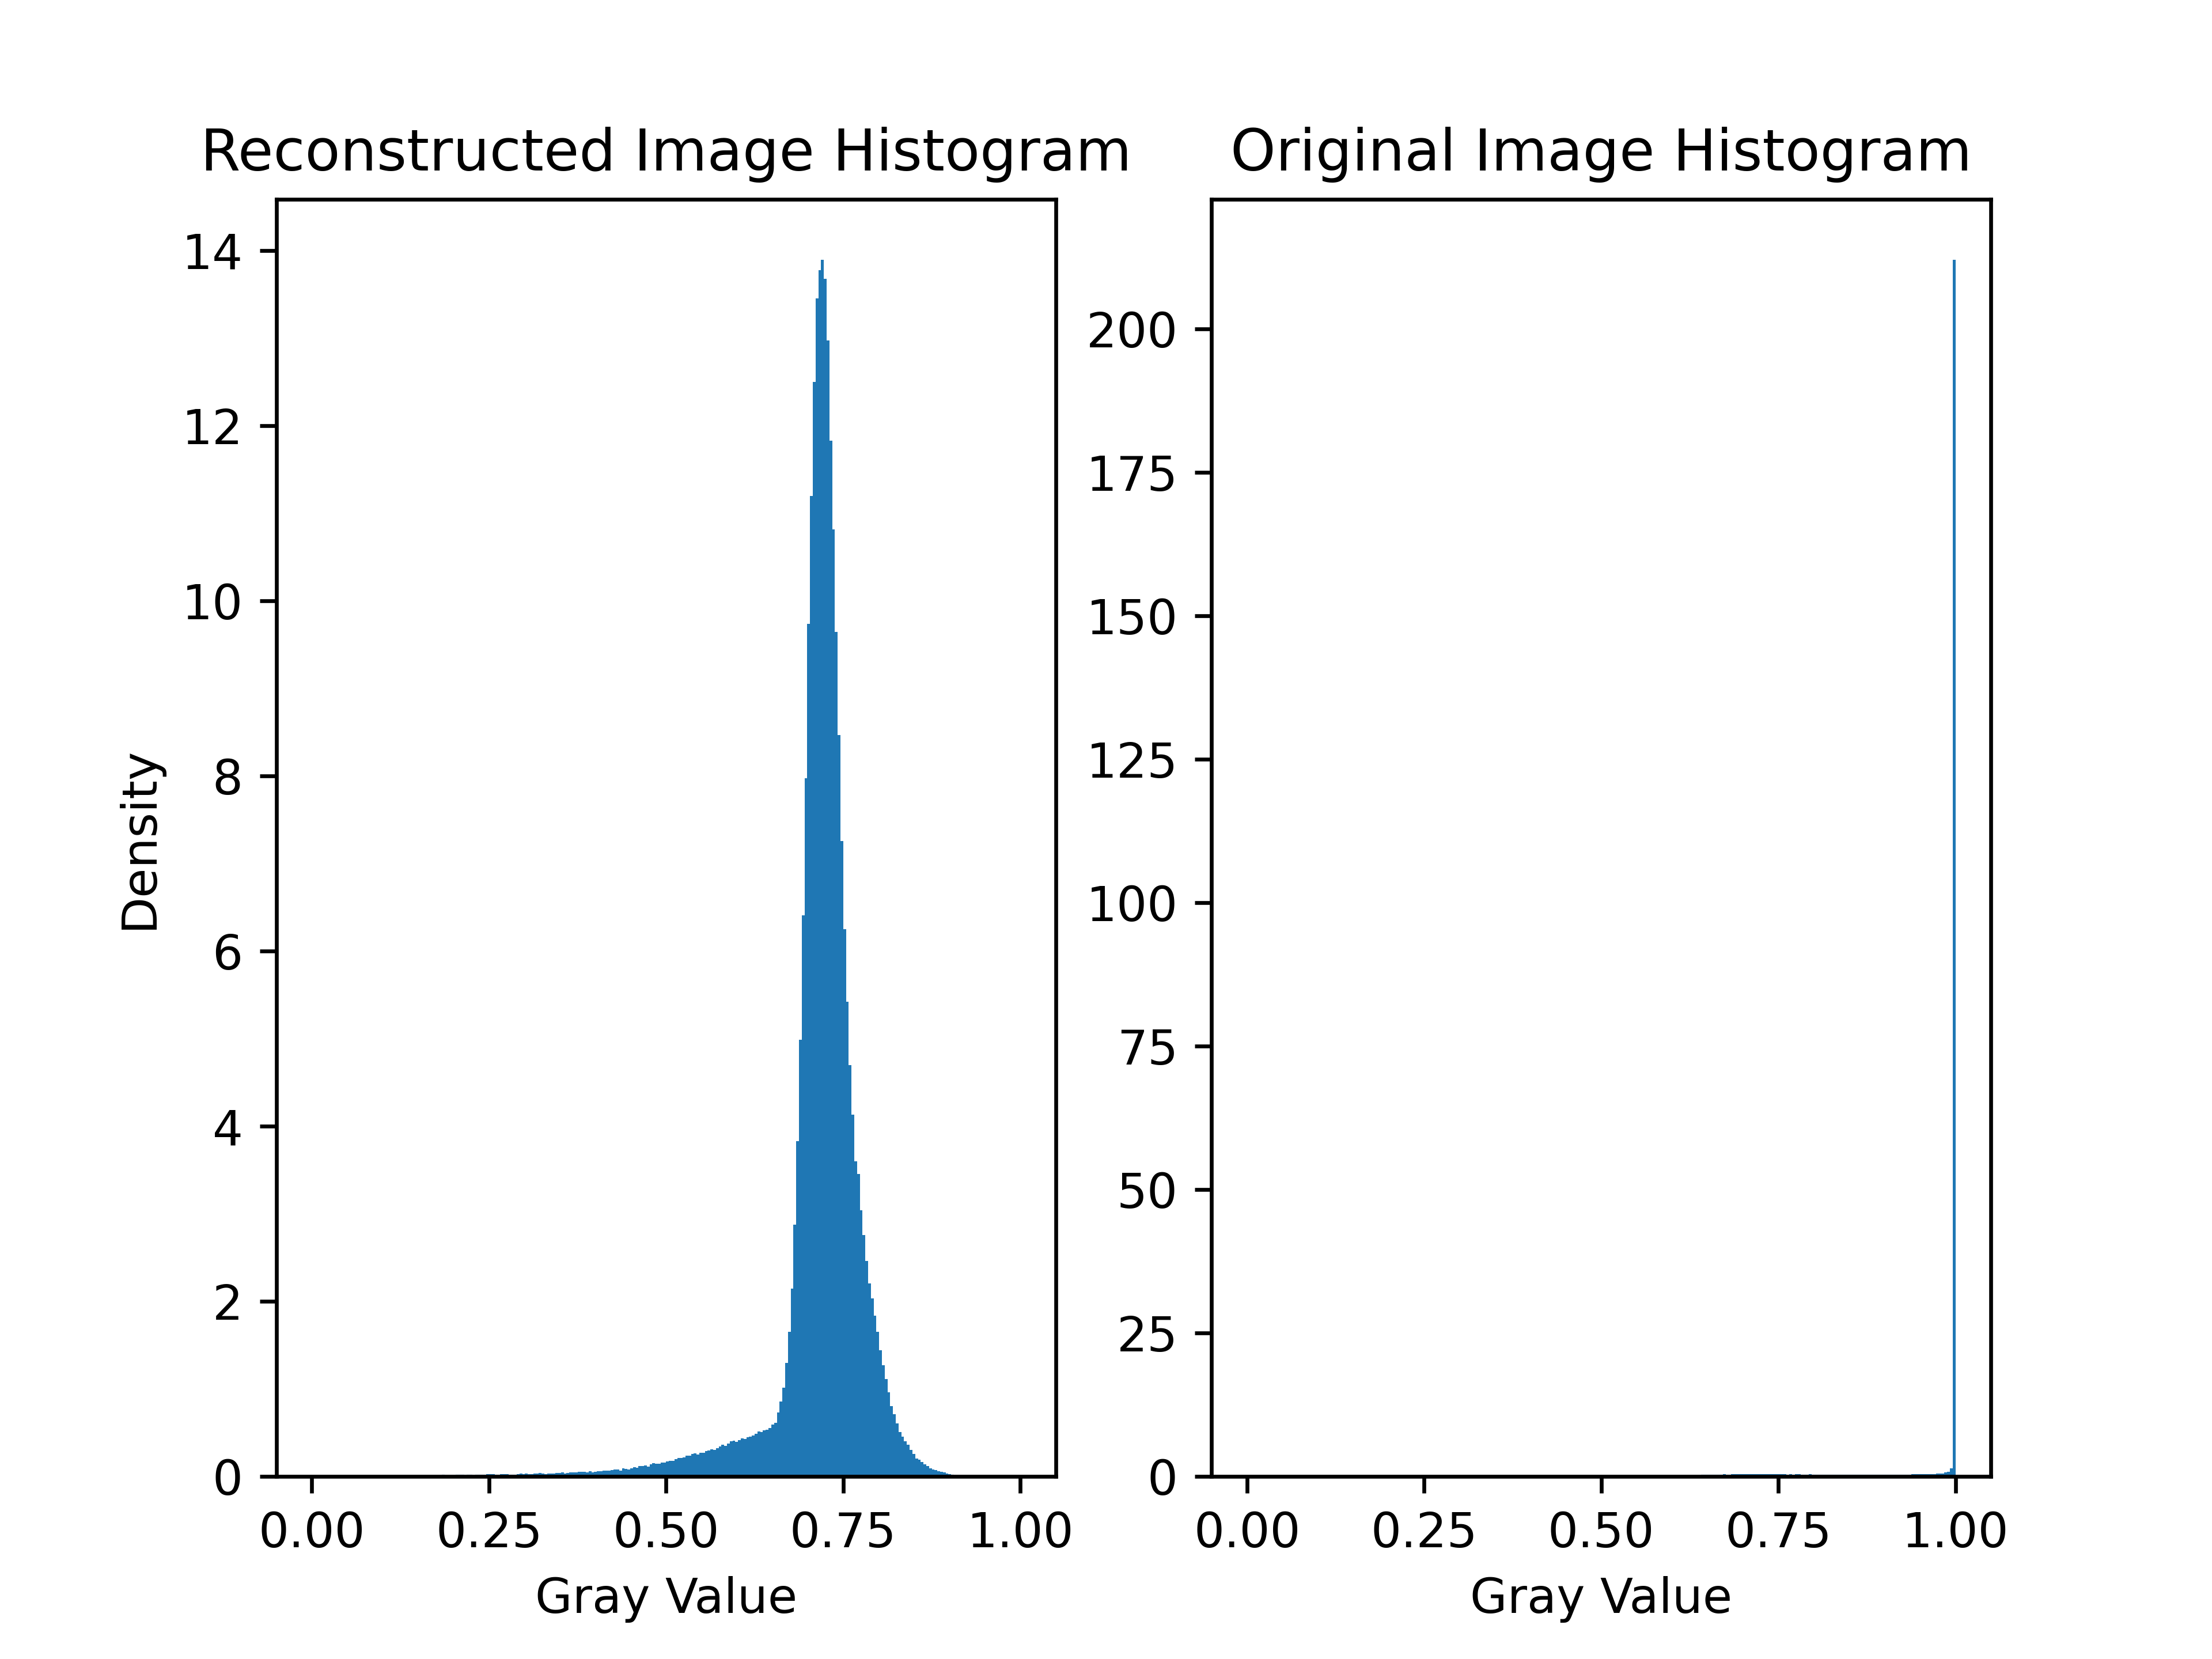 Reconstructed Image Histogram
14
12
10
8
6
4
2
0
Density
0.00 0.25 0.50 0.75 1.00
Gray Value
Original Image Histogram
200
175
150
125
100
75
50
25
0
0.00 0.25 0.50 0.75 1.00
Gray Value